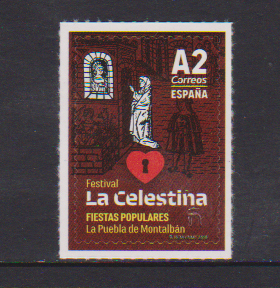 A2
Correos
ESPAÑA
Festival
La Celestina
FIESTAS POPULARES
La Puebla de Montalbán